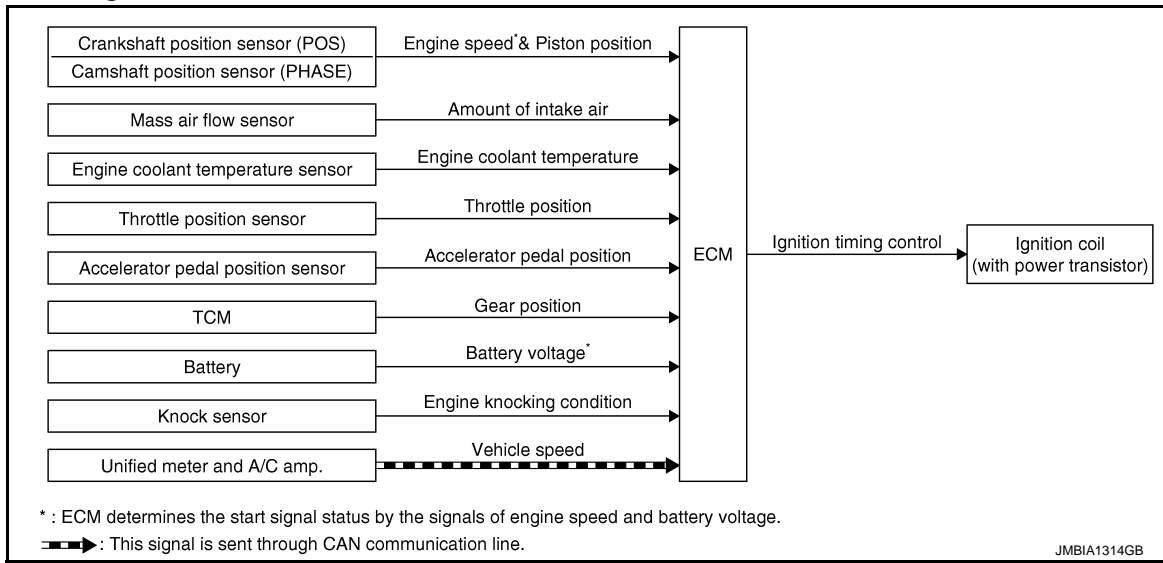 Crankshaft position sensor (POS)
Camshaft position sensor (PHASE)
Engine speed*& Piston position
Mass air flow sensor
Amount of intake air
Engine coolant temperature sensor
Engine coolant temperature
Throttle position sensor
Throttle position
Accelerator pedal position sensor
Accelerator pedal position
TCM
Gear position
Battery
Battery voltage*
Knock sensor
Engine knocking condition
Unified meter and A/C amp.
Vehicle speed
ECM
Ignition timing control
Ignition coil
(with power transistor)
* : ECM determines the start signal status by the signals of engine speed and battery voltage.
: This signal is sent through CAN communication line.
JMBIA1314GB